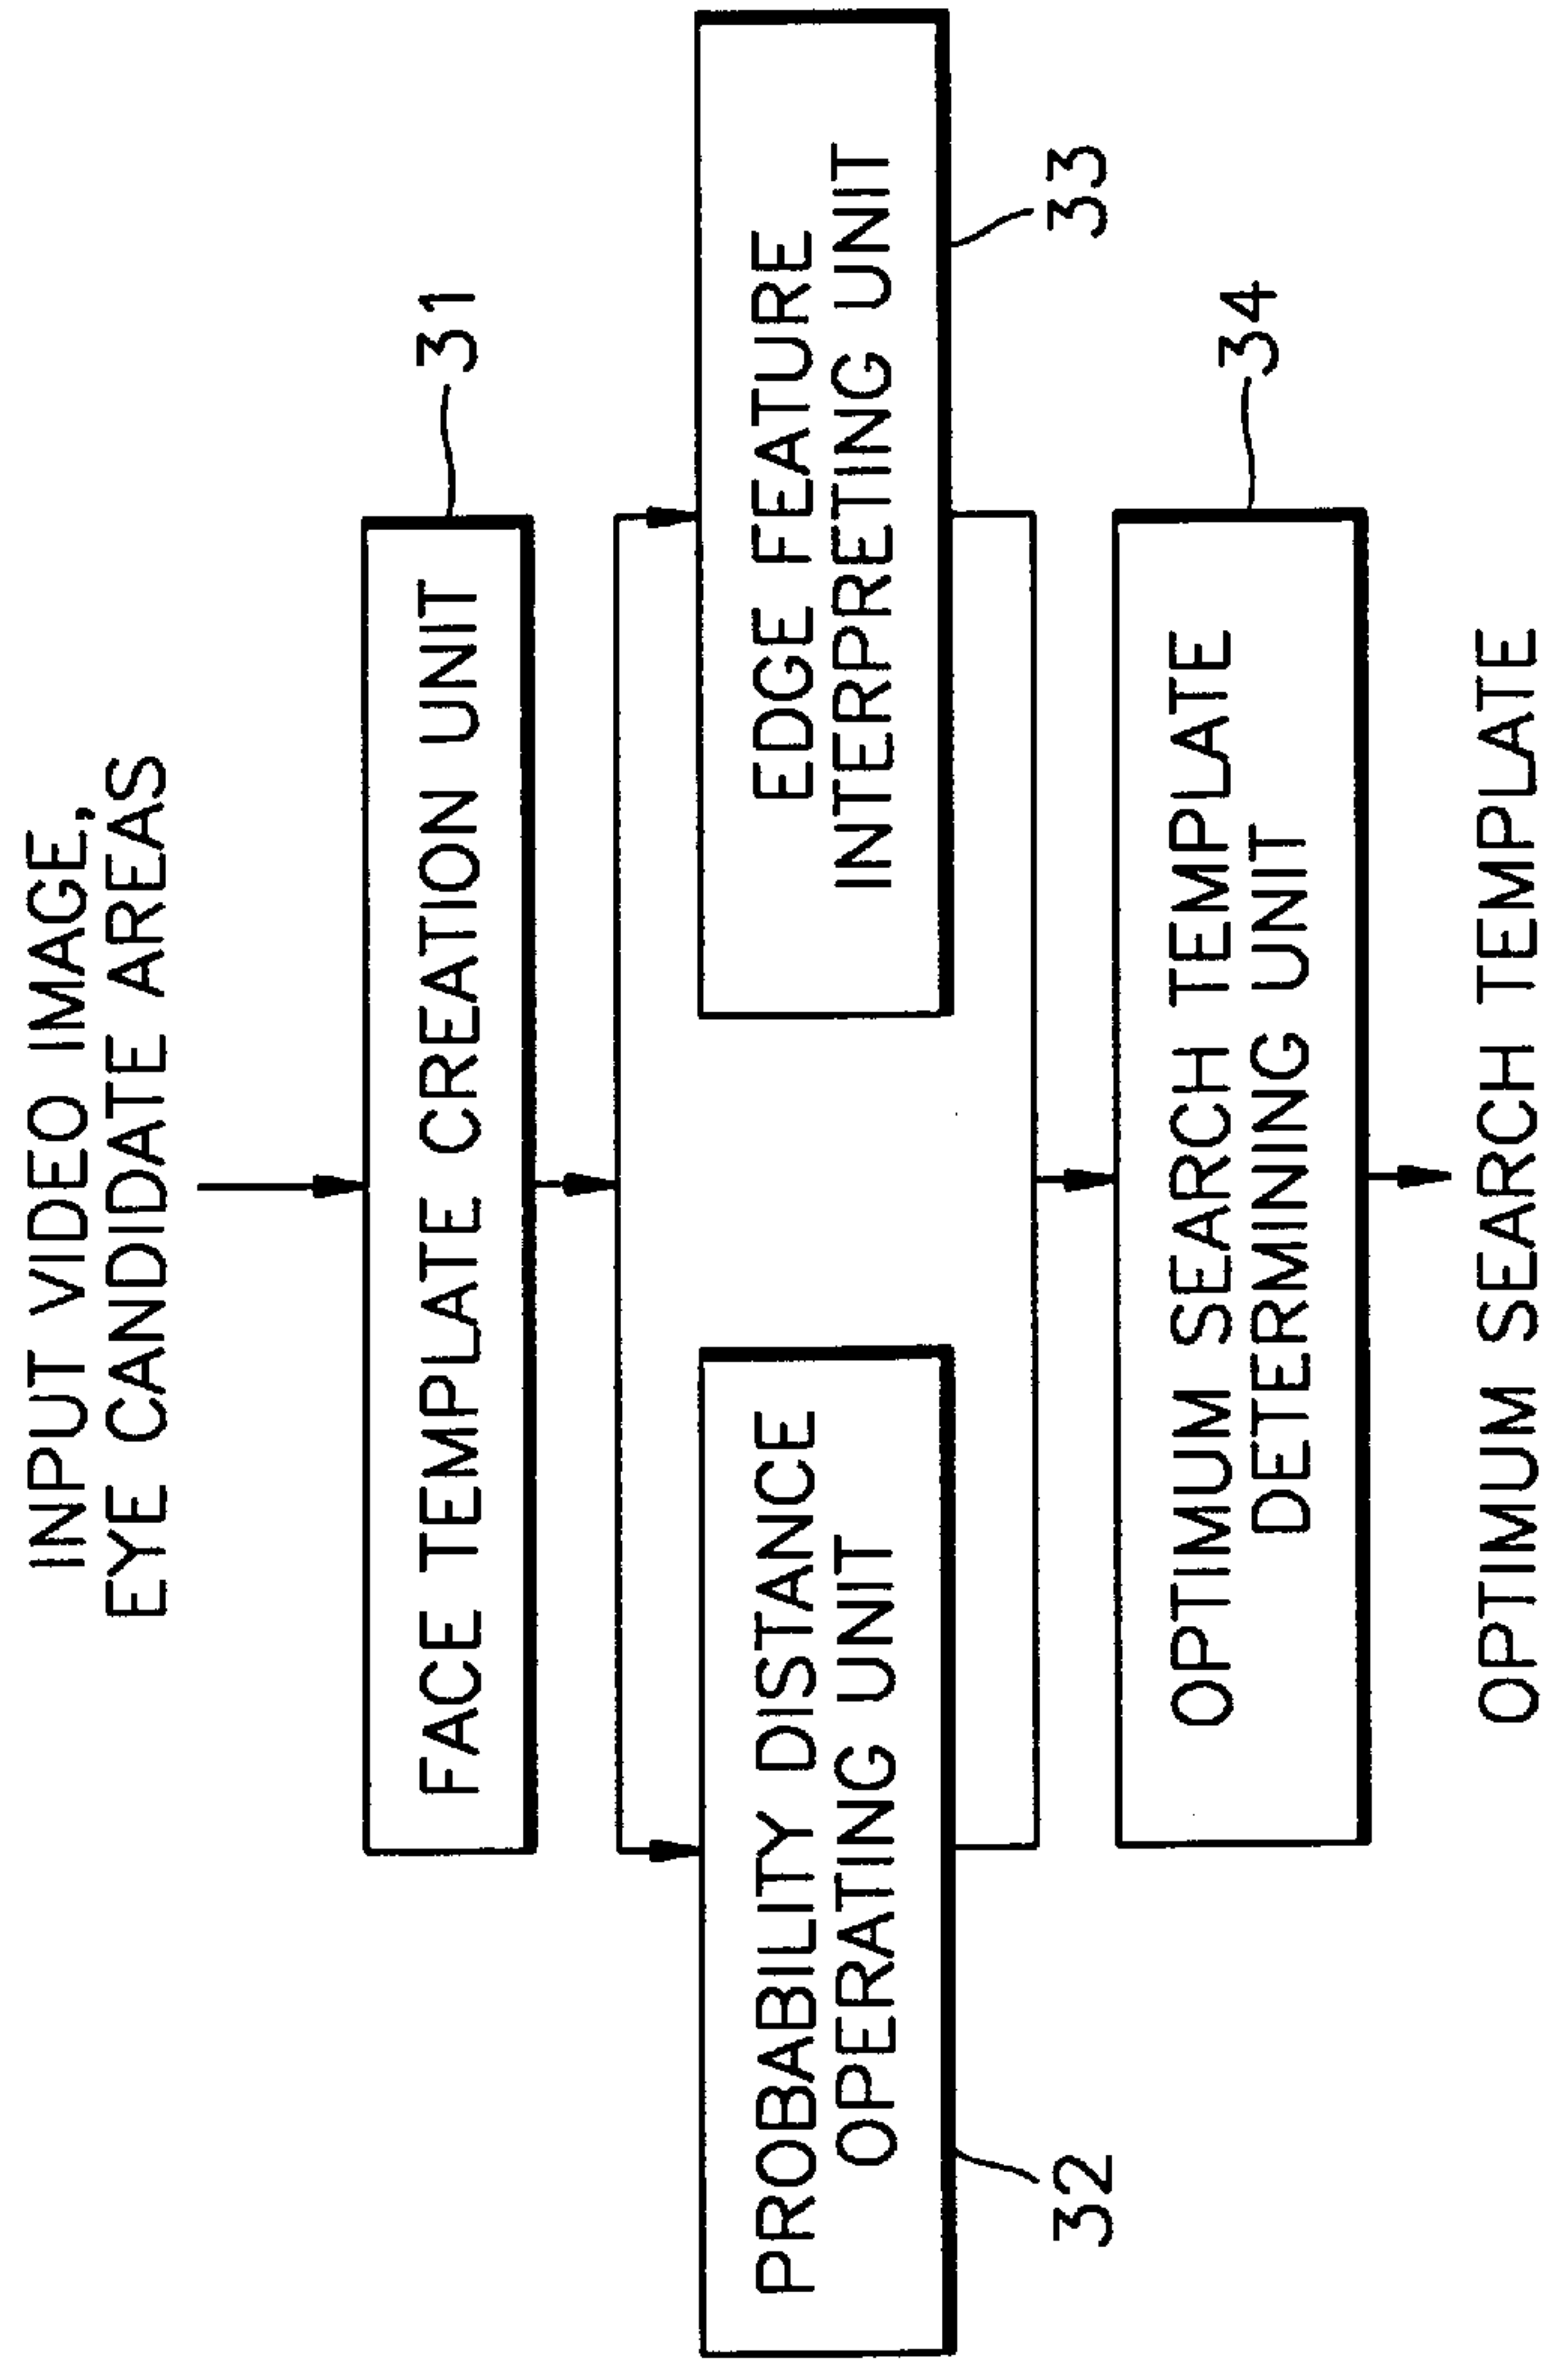 INPUT VIDEO IMAGE,
EYE CANDIDATE AREAS
FACE TEMPLATE CREATION UNIT
31
PROBABILITY DISTANCE
OPERATING UNIT
32
EDGE FEATURE
INTERPRETING UNIT
33
OPTIMUM SEARCH TEMPLATE
DETERMINING UNIT
34
OPTIMUM SEARCH TEMPLATE